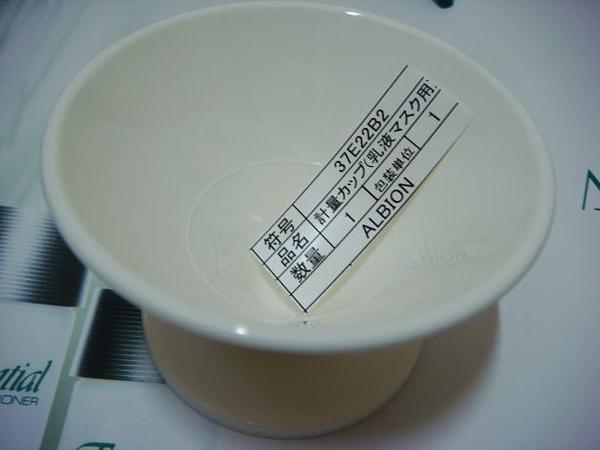 符号 37E22B2
品名 計量カップ(乳液マスク用)
数量 1 包装単位 1
ALBION
ALBION
ntial
IONER